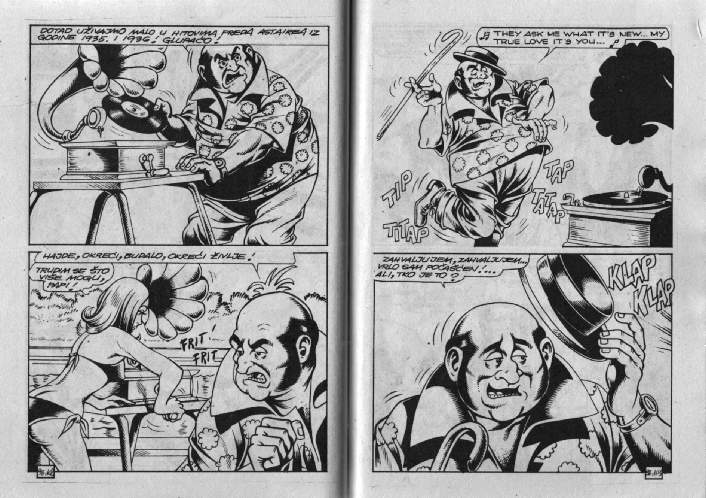 DOTAD UŽIVAJMO MALO U HITOVIMA FREDA ASTAIREA IZ
GODINE 1935. I 1936! GLUPAČO!
HAJDE, OKREĆI, BUDALO, OKREĆI ŽIVLJE!
TRUDIM SE ŠTO
VIŠE MOGU,
PAPI!
FRIT!
FRIT
THEY ASK ME WHAT IT'S NEW... MY
TRUE LOVE IT'S YOU...
TIP
TITAP
TAP
TATAP
ZAHVALJUJEM, ZAHVALJUJEM...
VRLO SAM POČAŠĆEN!...
ALI, TKO JE TO?
KLAP
KLAP